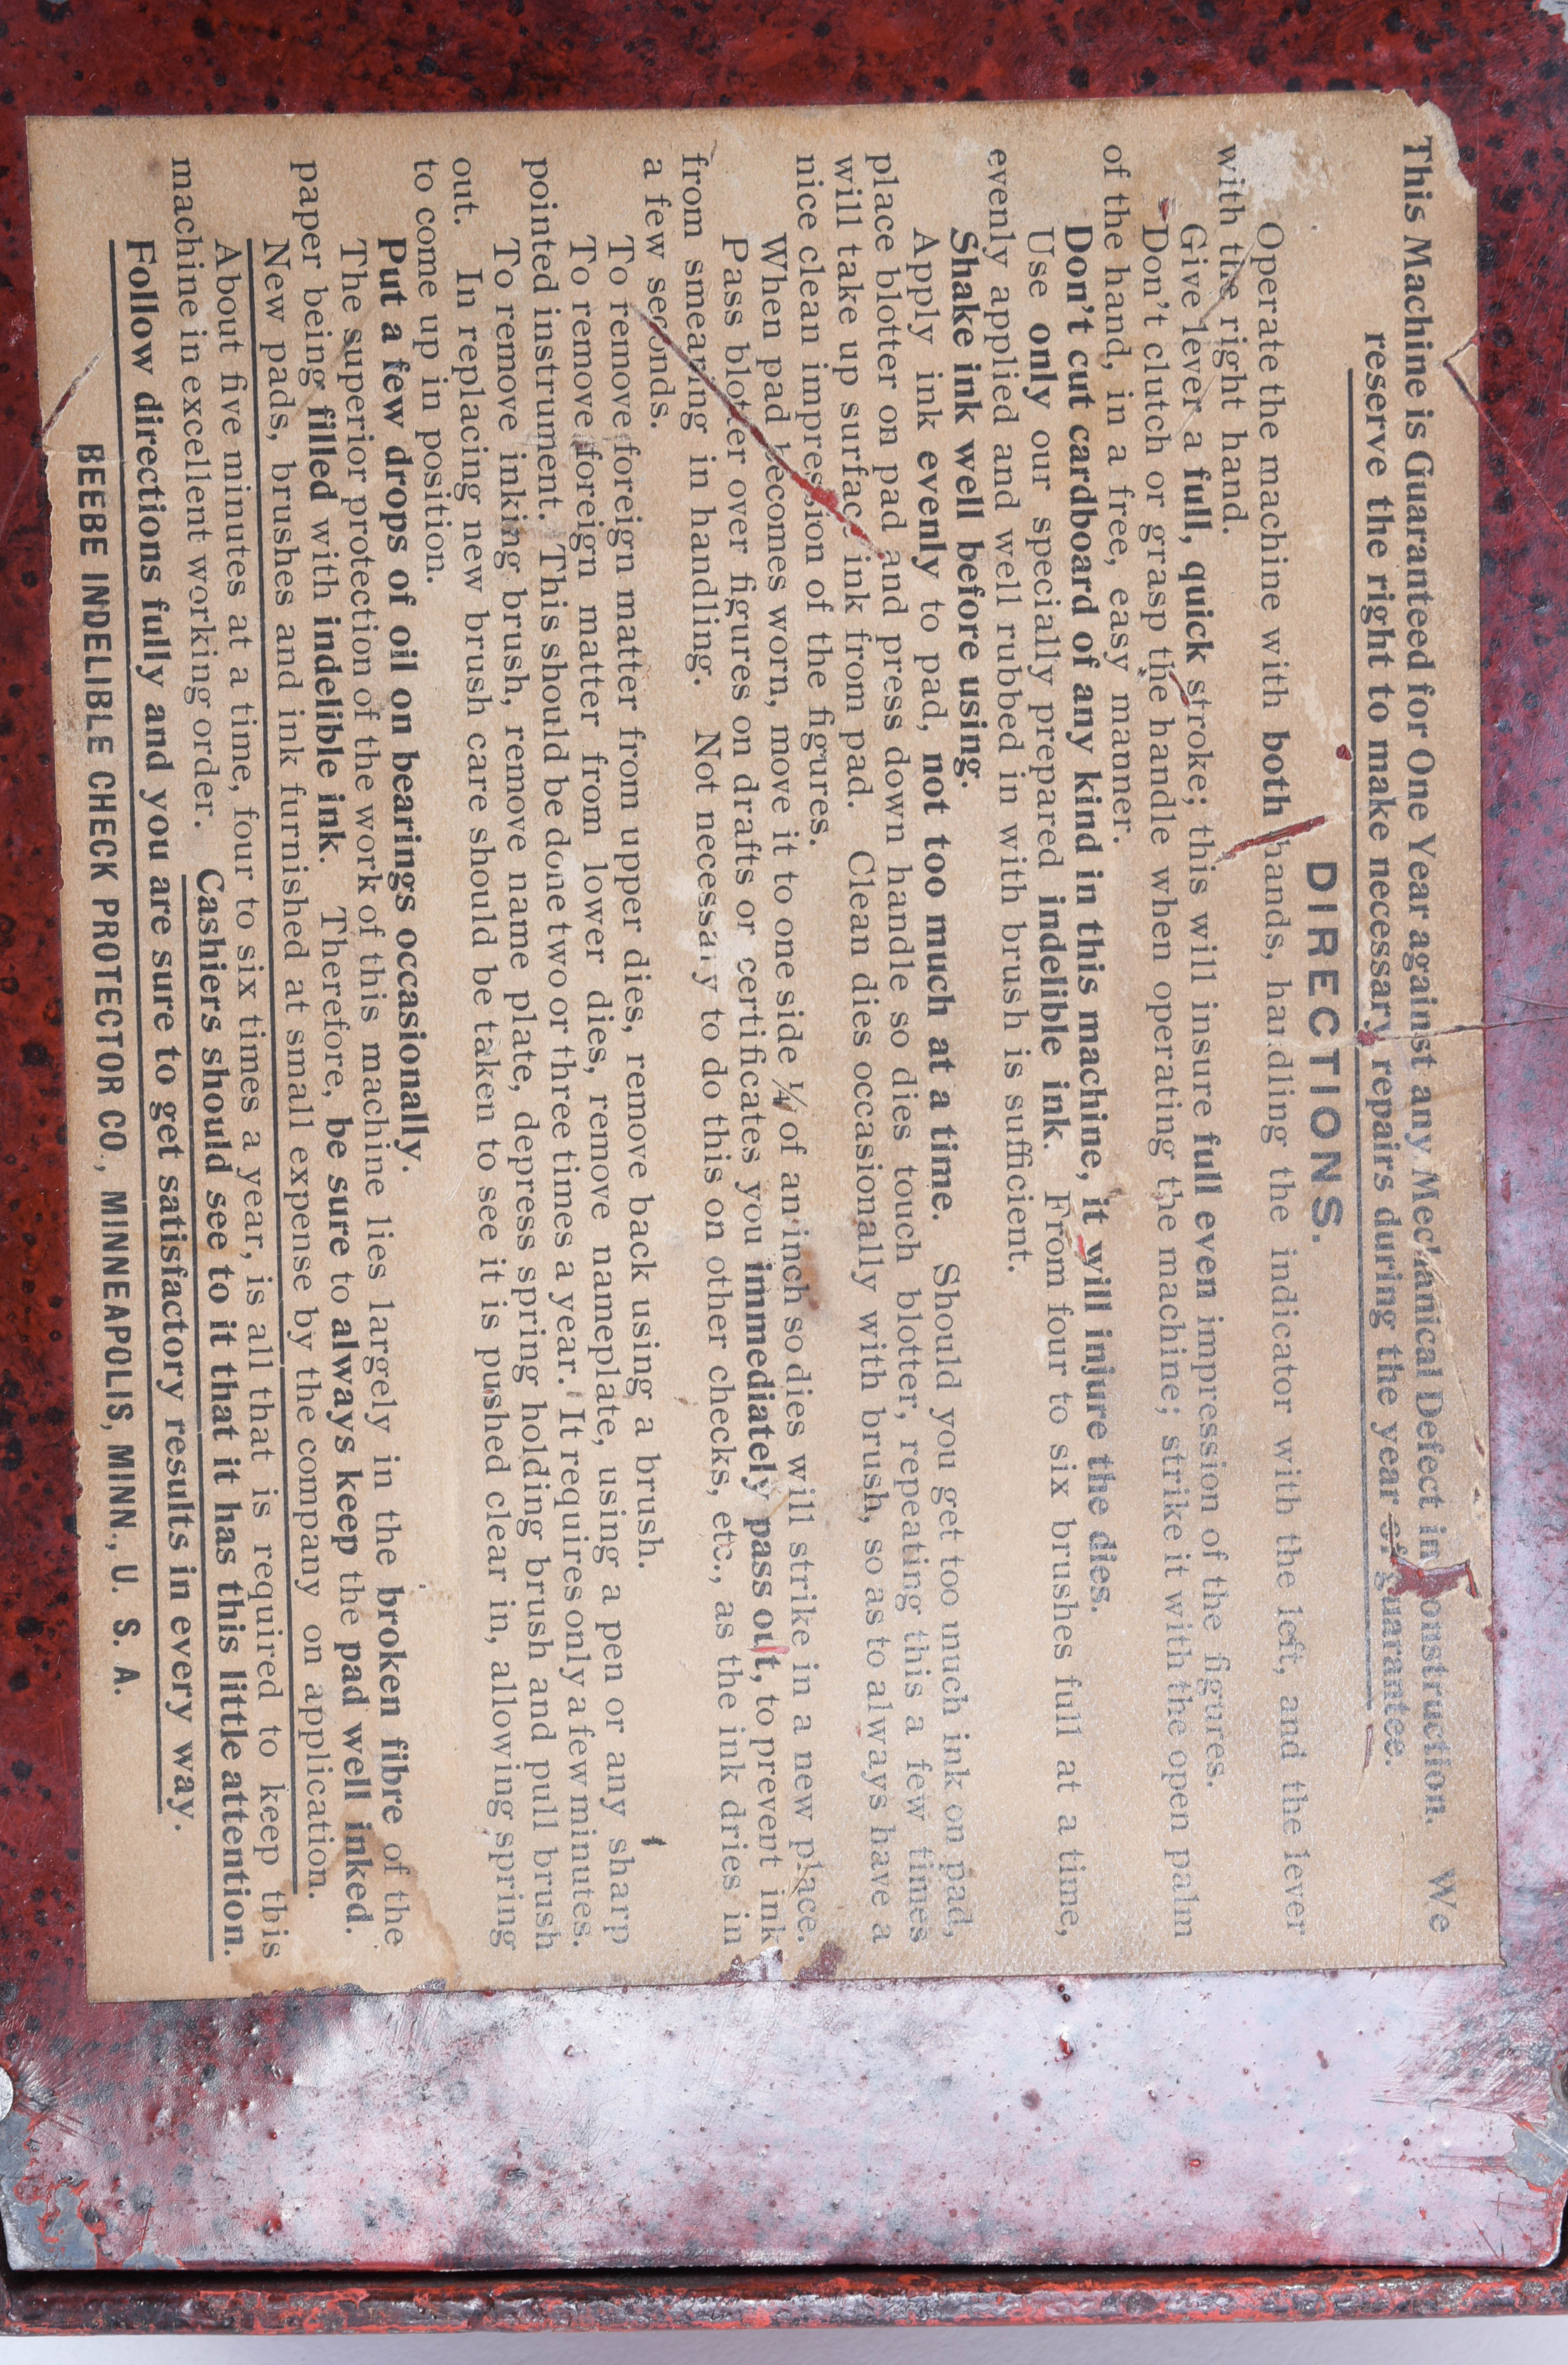 This Machine is Guaranteed for One Year against any Mechanical Defect in Construction. We
reserve the right to make necessary repairs during the year of guarantee.
DIRECTIONS.
Operate the machine with both hands, handling the indicator with the left, and the lever
with the right hand.
Give lever a full, quick stroke; this will insure full even impression of the figures.
Don't clutch or grasp the handle when operating the machine; strike it with the open palm
of the hand, in a free, easy manner.
Don't cut cardboard of any kind in this machine, it will injure the dies.
Use only our specially prepared indelible ink. From four to six brushes full at a time,
evenly applied and well rubbed in with brush is sufficient.
Shake ink well before using.
Apply ink evenly to pad, not too much at a time. Should you get too much ink on pad,
place blotter on pad and press down handle so dies touch blotter, repeating this a few times
will take up surface ink from pad. Clean dies occasionally with brush, so as to always have a
nice clean impression of the figures.
When pad becomes worn, move it to one side ¼ of an inch so dies will strike in a new place.
Pass blotter over figures on drafts or certificates you immediately pass out, to prevent ink
from smearing in handling. Not necessary to do this on other checks, etc., as the ink dries in
a few seconds.
To remove foreign matter from upper dies, remove back using a brush.
To remove foreign matter from lower dies, remove nameplate, using a pen or any sharp
pointed instrument. This should be done two or three times a year. It requires only a few minutes.
To remove inking brush, remove name plate, depress spring holding brush and pull brush
out. In replacing new brush care should be taken to see it is pushed clear in, allowing spring
to come up in position.
Put a few drops of oil on bearings occasionally.
The superior protection of the work of this machine lies largely in the broken fibre of the
paper being filled with indelible ink. Therefore, be sure to always keep the pad well inked.
New pads, brushes and ink furnished at small expense by the company on application.
About five minutes at a time, four to six times a year, is all that is required to keep this
machine in excellent working order. Cashiers should see to it that it has this little attention.
Follow directions fully and you are sure to get satisfactory results in every way.
BEEBE INDELIBLE CHECK PROTECTOR CO., MINNEAPOLIS, MINN., U. S. A.